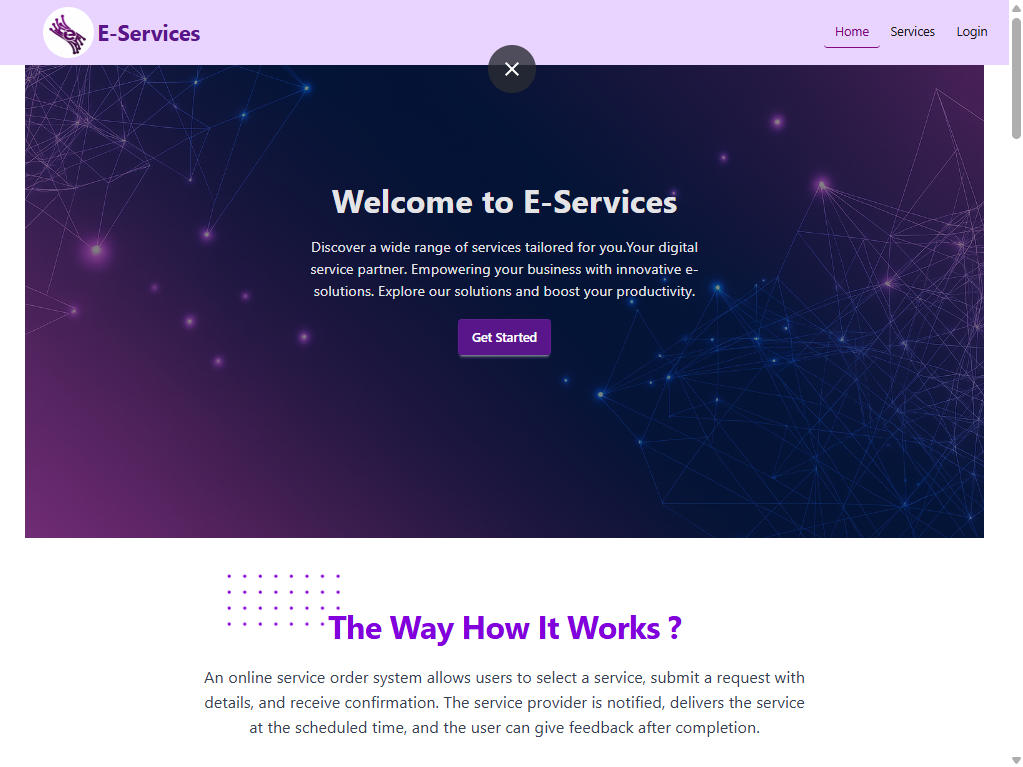 E-Services
Home
Services
Login
Welcome to E-Services
Discover a wide range of services tailored for you.Your digital
service partner. Empowering your business with innovative e-
solutions. Explore our solutions and boost your productivity.
Get Started
The Way How It Works ?
An online service order system allows users to select a service, submit a request with
details, and receive confirmation. The service provider is notified, delivers the service
at the scheduled time, and the user can give feedback after completion.